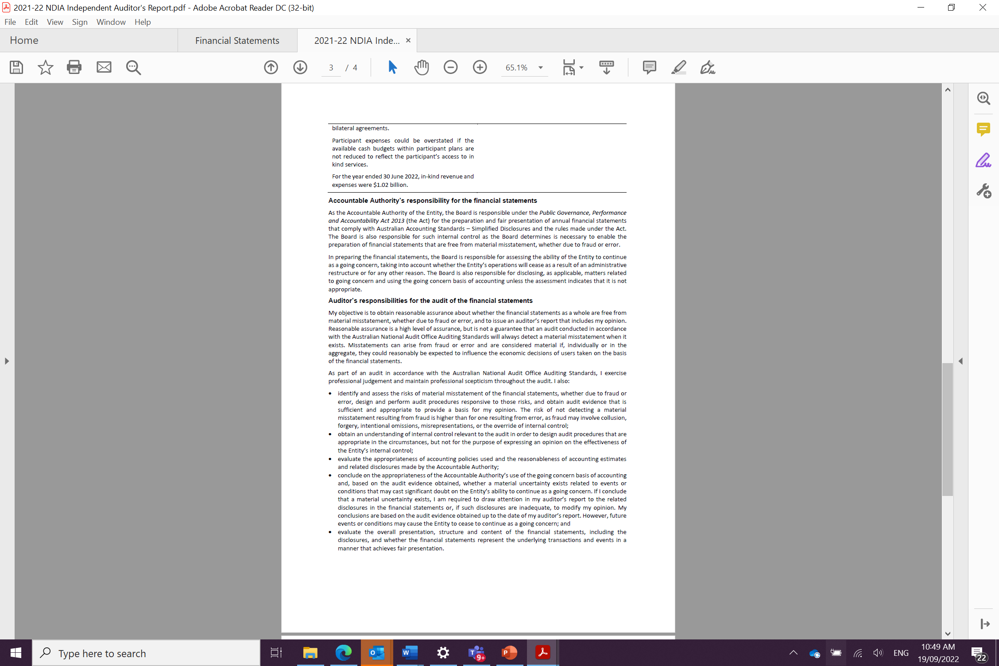 2021-22 NDIA Independent Auditor's Report.pdf - Adobe Acrobat Reader DC (32-bit)
File Edit View Sign Window Help
Home
Financial Statements
2021-22 NDIA Inde...
3 / 4
65.1%
bilateral agreements.
Participant expenses could be overstated if the
available cash budgets within participant plans are
not reduced to reflect the participant's access to in
kind services.
For the year ended 30 June 2022, in-kind revenue and
expenses were $1.02 billion.
Accountable Authority's responsibility for the financial statements
As the Accountable Authority of the Entity, the Board is responsible under the Public Governance, Performance
and Accountability Act 2013 (the Act) for the preparation and fair presentation of annual financial statements
that comply with Australian Accounting Standards – Simplified Disclosures and the rules made under the Act.
The Board is also responsible for such internal control as the Board determines is necessary to enable the
preparation of financial statements that are free from material misstatement, whether due to fraud or error.
In preparing the financial statements, the Board is responsible for assessing the ability of the Entity to continue
as a going concern, taking into account whether the Entity's operations will cease as a result of an administrative
restructure or for any other reason. The Board is also responsible for disclosing, as applicable, matters related
to going concern and using the going concern basis of accounting unless the assessment indicates that it is not
appropriate.
Auditor's responsibilities for the audit of the financial statements
My objective is to obtain reasonable assurance about whether the financial statements as a whole are free from
material misstatement, whether due to fraud or error, and to issue an auditor's report that includes my opinion.
Reasonable assurance is a high level of assurance, but is not a guarantee that an audit conducted in accordance
with the Australian National Audit Office Auditing Standards will always detect a material misstatement when it
exists. Misstatements can arise from fraud or error and are considered material if, individually or in the
aggregate, they could reasonably be expected to influence the economic decisions of users taken on the basis
of the financial statements.
As part of an audit in accordance with the Australian National Audit Office Auditing Standards, I exercise
professional judgement and maintain professional scepticism throughout the audit. I also:
• identify and assess the risks of material misstatement of the financial statements, whether due to fraud or
error, design and perform audit procedures responsive to those risks, and obtain audit evidence that is
sufficient and appropriate to provide a basis for my opinion. The risk of not detecting a material
misstatement resulting from fraud is higher than for one resulting from error, as fraud may involve collusion,
forgery, intentional omissions, misrepresentations, or the override of internal control;
• obtain an understanding of internal control relevant to the audit in order to design audit procedures that are
appropriate in the circumstances, but not for the purpose of expressing an opinion on the effectiveness of
the Entity's internal control;
• evaluate the appropriateness of accounting policies used and the reasonableness of accounting estimates
and related disclosures made by the Accountable Authority;
• conclude on the appropriateness of the Accountable Authority's use of the going concern basis of accounting
and, based on the audit evidence obtained, whether a material uncertainty exists related to events or
conditions that may cast significant doubt on the Entity's ability to continue as a going concern. If I conclude
that a material uncertainty exists, I am required to draw attention in my auditor's report to the related
disclosures in the financial statements or, if such disclosures are inadequate, to modify my opinion. My
conclusions are based on the audit evidence obtained up to the date of my auditor's report. However, future
events or conditions may cause the Entity to cease to continue as a going concern; and
• evaluate the overall presentation, structure and content of the financial statements, including the
disclosures, and whether the financial statements represent the underlying transactions and events in a
manner that achieves fair presentation.
Type here to search
O
W
T
9+
P
ENG
10:49 AM
19/09/2022
22